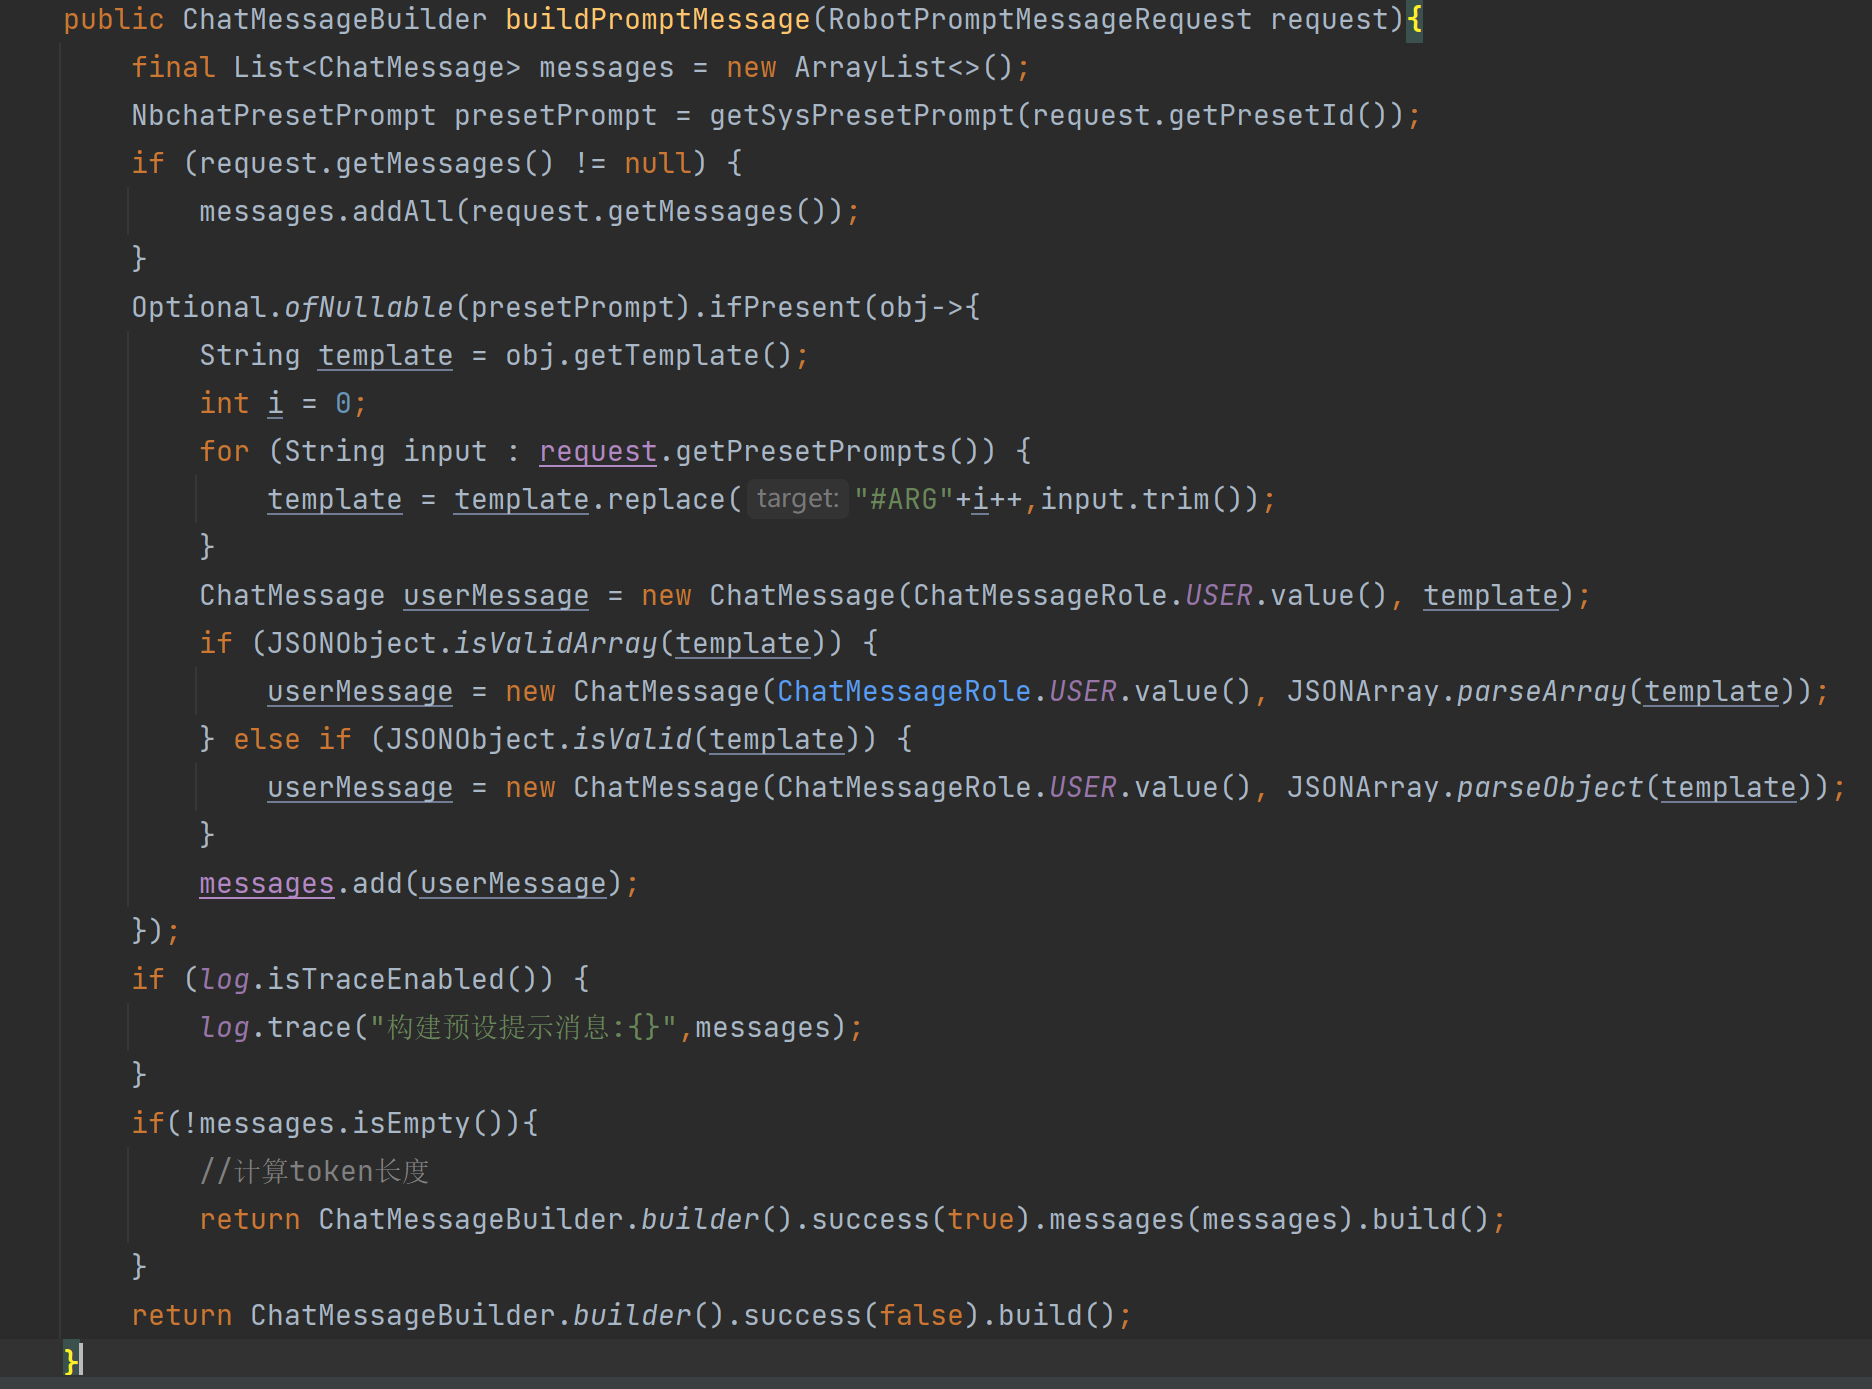 public ChatMessageBuilder buildPromptMessage(RobotPromptMessageRequest request){
    final List<ChatMessage> messages = new ArrayList<>();
    NbchatPresetPrompt presetPrompt = getSysPresetPrompt(request.getPresetId());
    if (request.getMessages() != null) {
        messages.addAll(request.getMessages());
    }
    Optional.ofNullable(presetPrompt).ifPresent(obj->{
        String template = obj.getTemplate();
        int i = 0;
        for (String input : request.getPresetPrompts()) {
            template = template.replace( target: "#ARG"+i++,input.trim());
        }
        ChatMessage userMessage = new ChatMessage(ChatMessageRole.USER.value(), template);
        if (JSONObject.isValidArray(template)) {
            userMessage = new ChatMessage(ChatMessageRole.USER.value(), JSONArray.parseArray(template));
        } else if (JSONObject.isValid(template)) {
            userMessage = new ChatMessage(ChatMessageRole.USER.value(), JSONArray.parseObject(template));
        }
        messages.add(userMessage);
    });
    if (log.isTraceEnabled()) {
        log.trace("构建预设提示消息:{}",messages);
    }
    if(!messages.isEmpty()){
        //计算token长度
        return ChatMessageBuilder.builder().success(true).messages(messages).build();
    }
    return ChatMessageBuilder.builder().success(false).build();
}